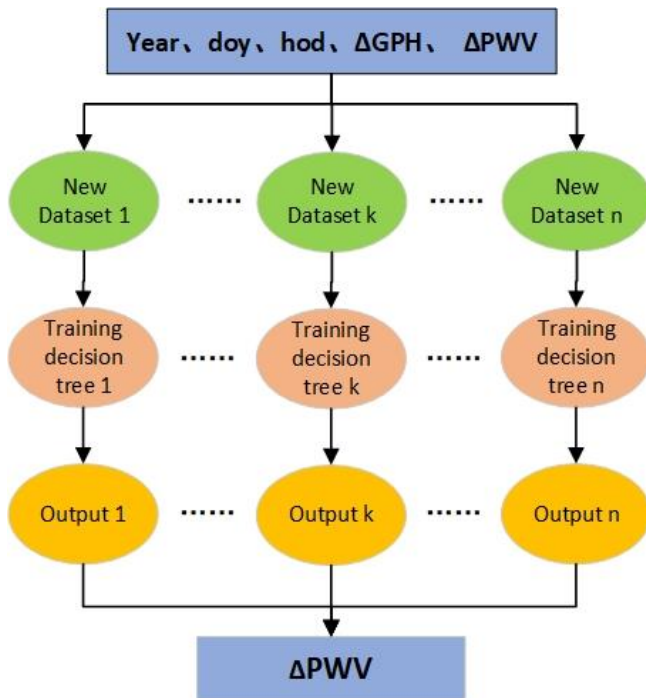 Year、doy、hod、ΔGPH、 ΔPWV
New
Dataset 1
······
New
Dataset k
······
New
Dataset n
Training
decision
tree 1
······
Training
decision
tree k
······
Training
decision
tree n
Output 1
······
Output k
······
Output n
ΔPWV